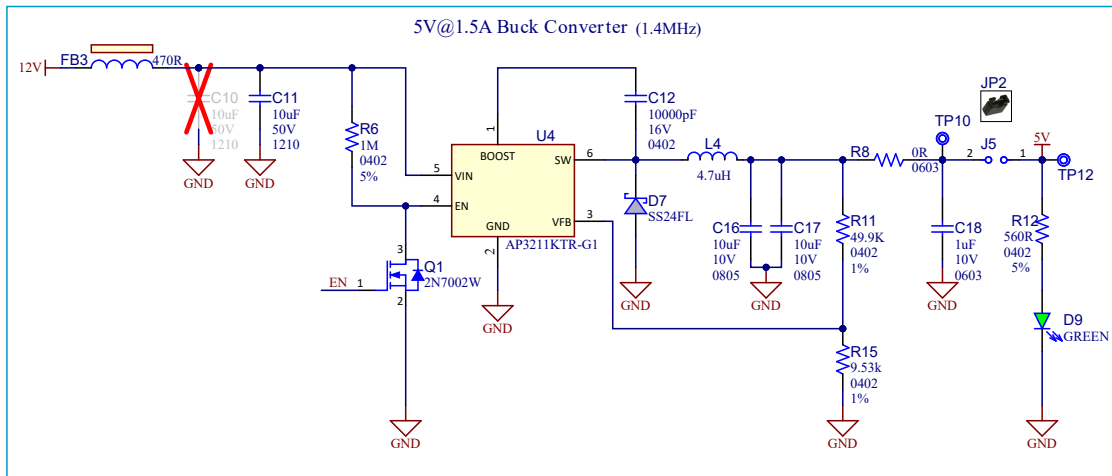 5V@1.5A Buck Converter (1.4MHz)
12V
FB3
470R
C10
10uF
50V
1210
GND
C11
10uF
50V
1210
GND
R6
1M
0402
5%
EN
1
3
2
Q1
2N7002W
GND
U4
1
BOOST
5
VIN
4
EN
GND
2
SW
6
VFB
3
AP3211KTR-G1
GND
C12
10000pF
16V
0402
D7
SS24FL
GND
L4
4.7uH
C16
10uF
10V
0805
C17
10uF
10V
0805
GND
R8
0R
0603
R11
49.9K
0402
1%
R15
9.53k
0402
1%
GND
TP10
C18
1uF
10V
0603
GND
JP2
J5
2
1
5V
TP12
R12
560R
0402
5%
D9
GREEN
GND